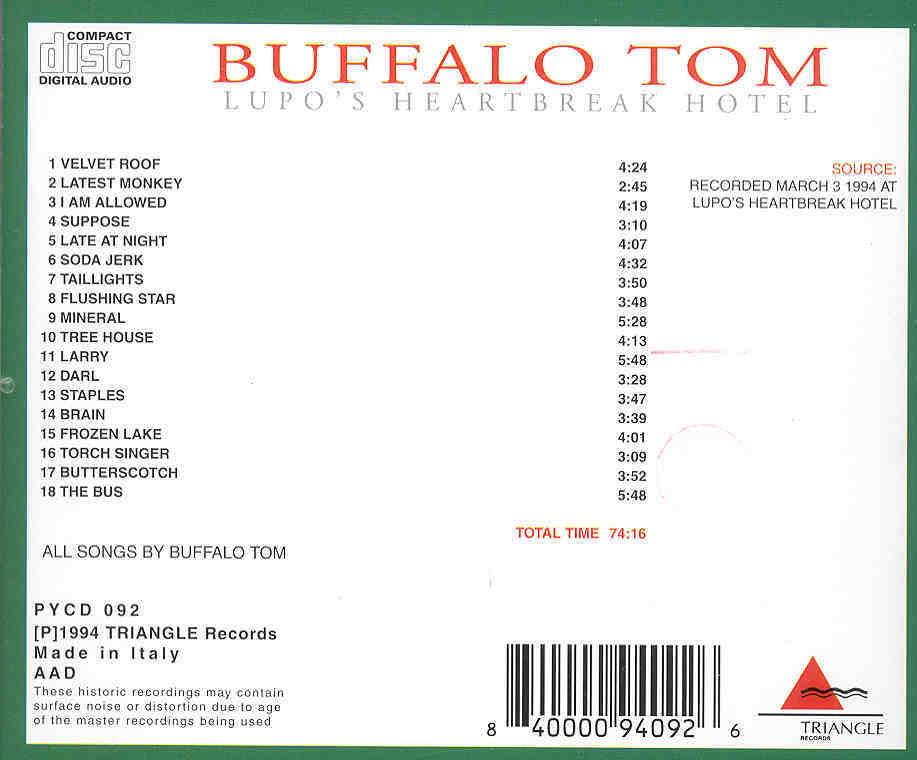 COMPACT
disc
DIGITAL AUDIO
BUFFALO TOM
LUPO'S HEARTBREAK HOTEL
1 VELVET ROOF 4:24
2 LATEST MONKEY 2:45
3 I AM ALLOWED 4:19
4 SUPPOSE 3:10
5 LATE AT NIGHT 4:07
6 SODA JERK 4:32
7 TAILLIGHTS 3:50
8 FLUSHING STAR 3:48
9 MINERAL 5:28
10 TREE HOUSE 4:13
11 LARRY 5:48
12 DARL 3:28
13 STAPLES 3:47
14 BRAIN 3:39
15 FROZEN LAKE 4:01
16 TORCH SINGER 3:09
17 BUTTERSCOTCH 3:52
18 THE BUS 5:48
TOTAL TIME 74:16
SOURCE:
RECORDED MARCH 3 1994 AT
LUPO'S HEARTBREAK HOTEL
ALL SONGS BY BUFFALO TOM
PYCD 092
[P]1994 TRIANGLE Records
Made in Italy
AAD
These historic recordings may contain
surface noise or distortion due to age
of the master recordings being used
8 40000 94092 6
TRIANGLE
RECORDS